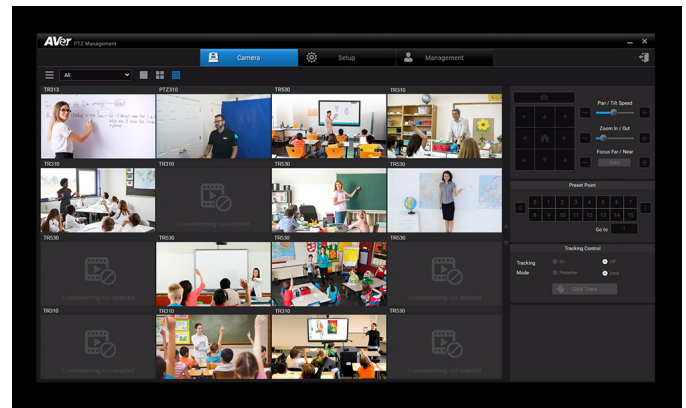 AVer PTZ Management
Camera
Setup
Management
All
TR313
PTZ310
TR530
TR310
TR310
TR310
TR530
TR530
Livestreaming not enabled
TR530
TR530
TR310
TR530
Livestreaming not enabled
Livestreaming not enabled
TR310
TR310
TR310
TR530
Livestreaming not enabled
Livestreaming not enabled
Pan / Tilt Speed
Zoom In / Out
Focus Far / Near
Auto
Preset Point
2 1 2 3 4 5 6 7
8 9 10 11 12 13 14 15
Go to 1
Tracking Control
Tracking On Off
Mode Presenter Zone
Click Track